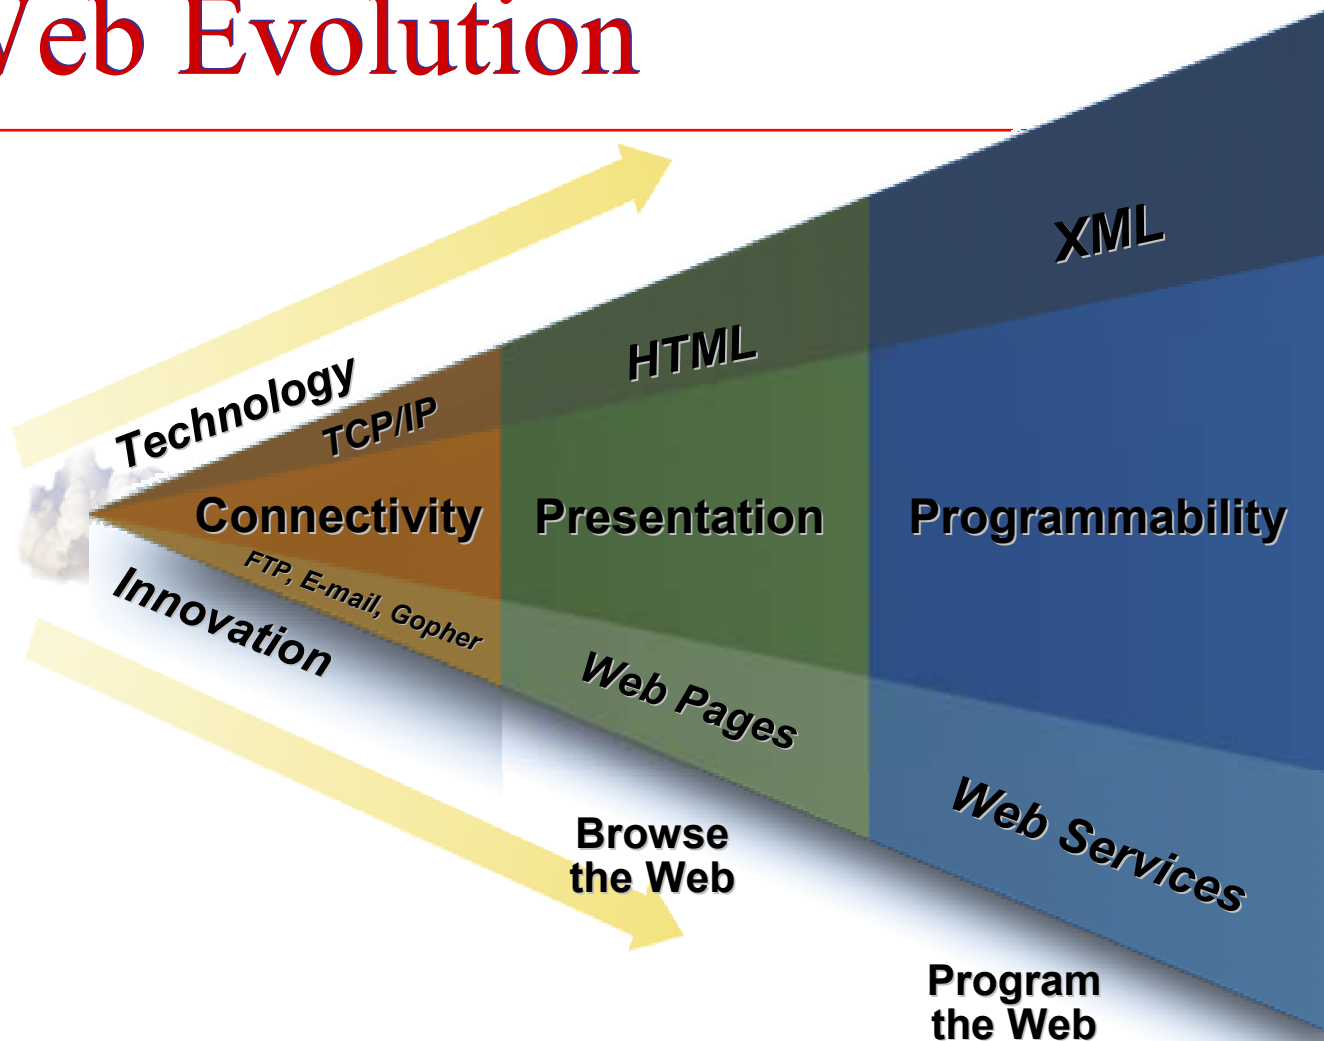 Web Evolution
Technology
TCP/IP
HTML
XML
Connectivity
Presentation
Programmability
FTP, E-mail, Gopher
Innovation
Web Pages
Web Services
Browse
the Web
Program
the Web